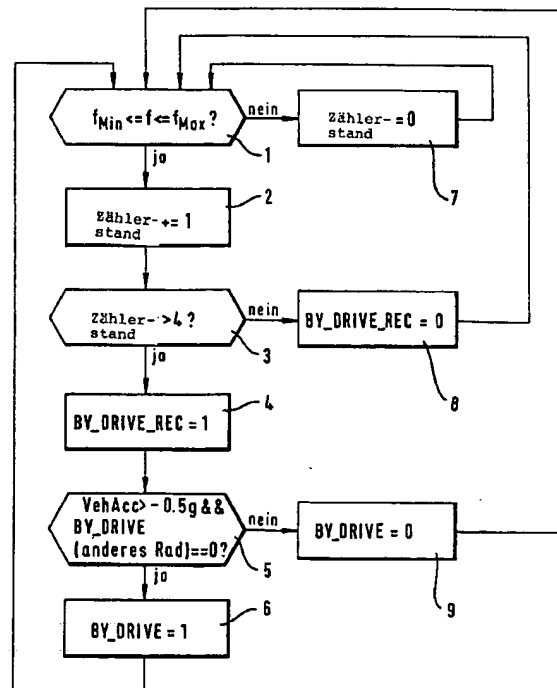 fMin <= f <= fMax ?
nein
Zähler- = 0
stand
1
7
ja
2
Zähler- += 1
stand
Zähler- >4 ?
stand
nein
BY_DRIVE_REC = 0
3
8
ja
4
BY_DRIVE_REC = 1
VehAcc> - 0.5g &&
BY_DRIVE
(anderes Rad)==0?
nein
BY_DRIVE = 0
5
9
ja
6
BY_DRIVE = 1